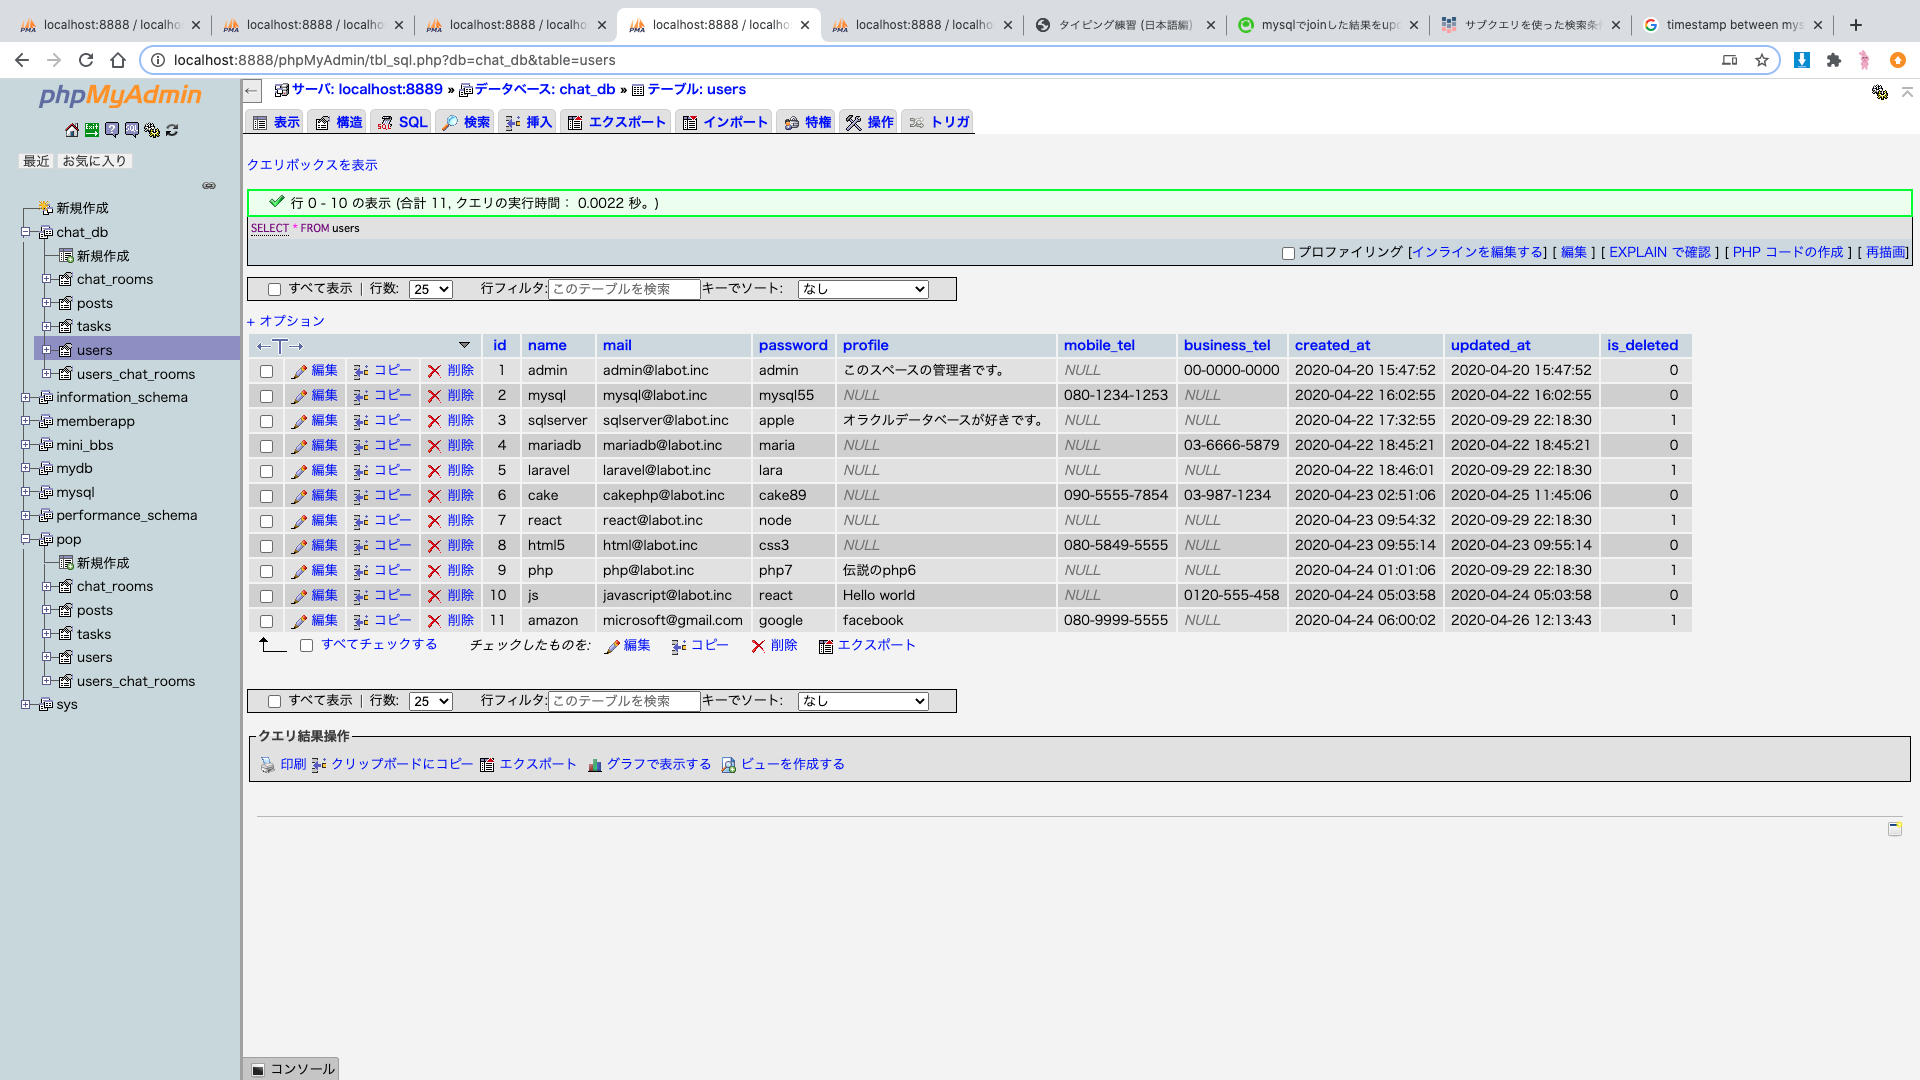 localhost:8888 / localho
localhost:8888 / localho
localhost:8888 / localho
localhost:8888 / localho
localhost:8888 / localho
タイピング練習 (日本語編)
mysqlでjoinした結果をup
サブクエリを使った検索条
timestamp between mys
localhost:8888/phpMyAdmin/tbl_sql.php?db=chat_db&table=users
phpMyAdmin
最近 お気に入り
新規作成
chat_db
新規作成
chat_rooms
posts
tasks
users
users_chat_rooms
information_schema
memberapp
mini_bbs
mydb
mysql
performance_schema
pop
新規作成
chat_rooms
posts
tasks
users
users_chat_rooms
sys
サーバ: localhost:8889 » データベース: chat_db » テーブル: users
表示 構造 SQL 検索 挿入 エクスポート インポート 特権 操作 トリガ
クエリボックスを表示
行 0 - 10 の表示 (合計 11, クエリの実行時間： 0.0022 秒。)
SELECT * FROM users
プロファイリング [インラインを編集する] [ 編集 ] [ EXPLAIN で確認 ] [ PHP コードの作成 ] [ 再描画]
すべて表示 | 行数: 25 行フィルタ: このテーブルを検索 キーでソート: なし
+ オプション
←T→ id name mail password profile mobile_tel business_tel created_at updated_at is_deleted
編集 コピー 削除 1 admin admin@labot.inc admin このスペースの管理者です。 NULL 00-0000-0000 2020-04-20 15:47:52 2020-04-20 15:47:52 0
編集 コピー 削除 2 mysql mysql@labot.inc mysql55 NULL 080-1234-1253 NULL 2020-04-22 16:02:55 2020-04-22 16:02:55 0
編集 コピー 削除 3 sqlserver sqlserver@labot.inc apple オラクルデータベースが好きです。 NULL NULL 2020-04-22 17:32:55 2020-09-29 22:18:30 1
編集 コピー 削除 4 mariadb mariadb@labot.inc maria NULL NULL 03-6666-5879 2020-04-22 18:45:21 2020-04-22 18:45:21 0
編集 コピー 削除 5 laravel laravel@labot.inc lara NULL NULL NULL 2020-04-22 18:46:01 2020-09-29 22:18:30 1
編集 コピー 削除 6 cake cakephp@labot.inc cake89 NULL 090-5555-7854 03-987-1234 2020-04-23 02:51:06 2020-04-25 11:45:06 0
編集 コピー 削除 7 react react@labot.inc node NULL NULL NULL 2020-04-23 09:54:32 2020-09-29 22:18:30 1
編集 コピー 削除 8 html5 html@labot.inc css3 NULL 080-5849-5555 NULL 2020-04-23 09:55:14 2020-04-23 09:55:14 0
編集 コピー 削除 9 php php@labot.inc php7 伝説のphp6 NULL NULL 2020-04-24 01:01:06 2020-09-29 22:18:30 1
編集 コピー 削除 10 js javascript@labot.inc react Hello world NULL 0120-555-458 2020-04-24 05:03:58 2020-04-24 05:03:58 0
編集 コピー 削除 11 amazon microsoft@gmail.com google facebook 080-9999-5555 NULL 2020-04-24 06:00:02 2020-04-26 12:13:43 1
すべてチェックする チェックしたものを: 編集 コピー 削除 エクスポート
すべて表示 | 行数: 25 行フィルタ: このテーブルを検索 キーでソート: なし
クエリ結果操作
印刷 クリップボードにコピー エクスポート グラフで表示する ビューを作成する
コンソール